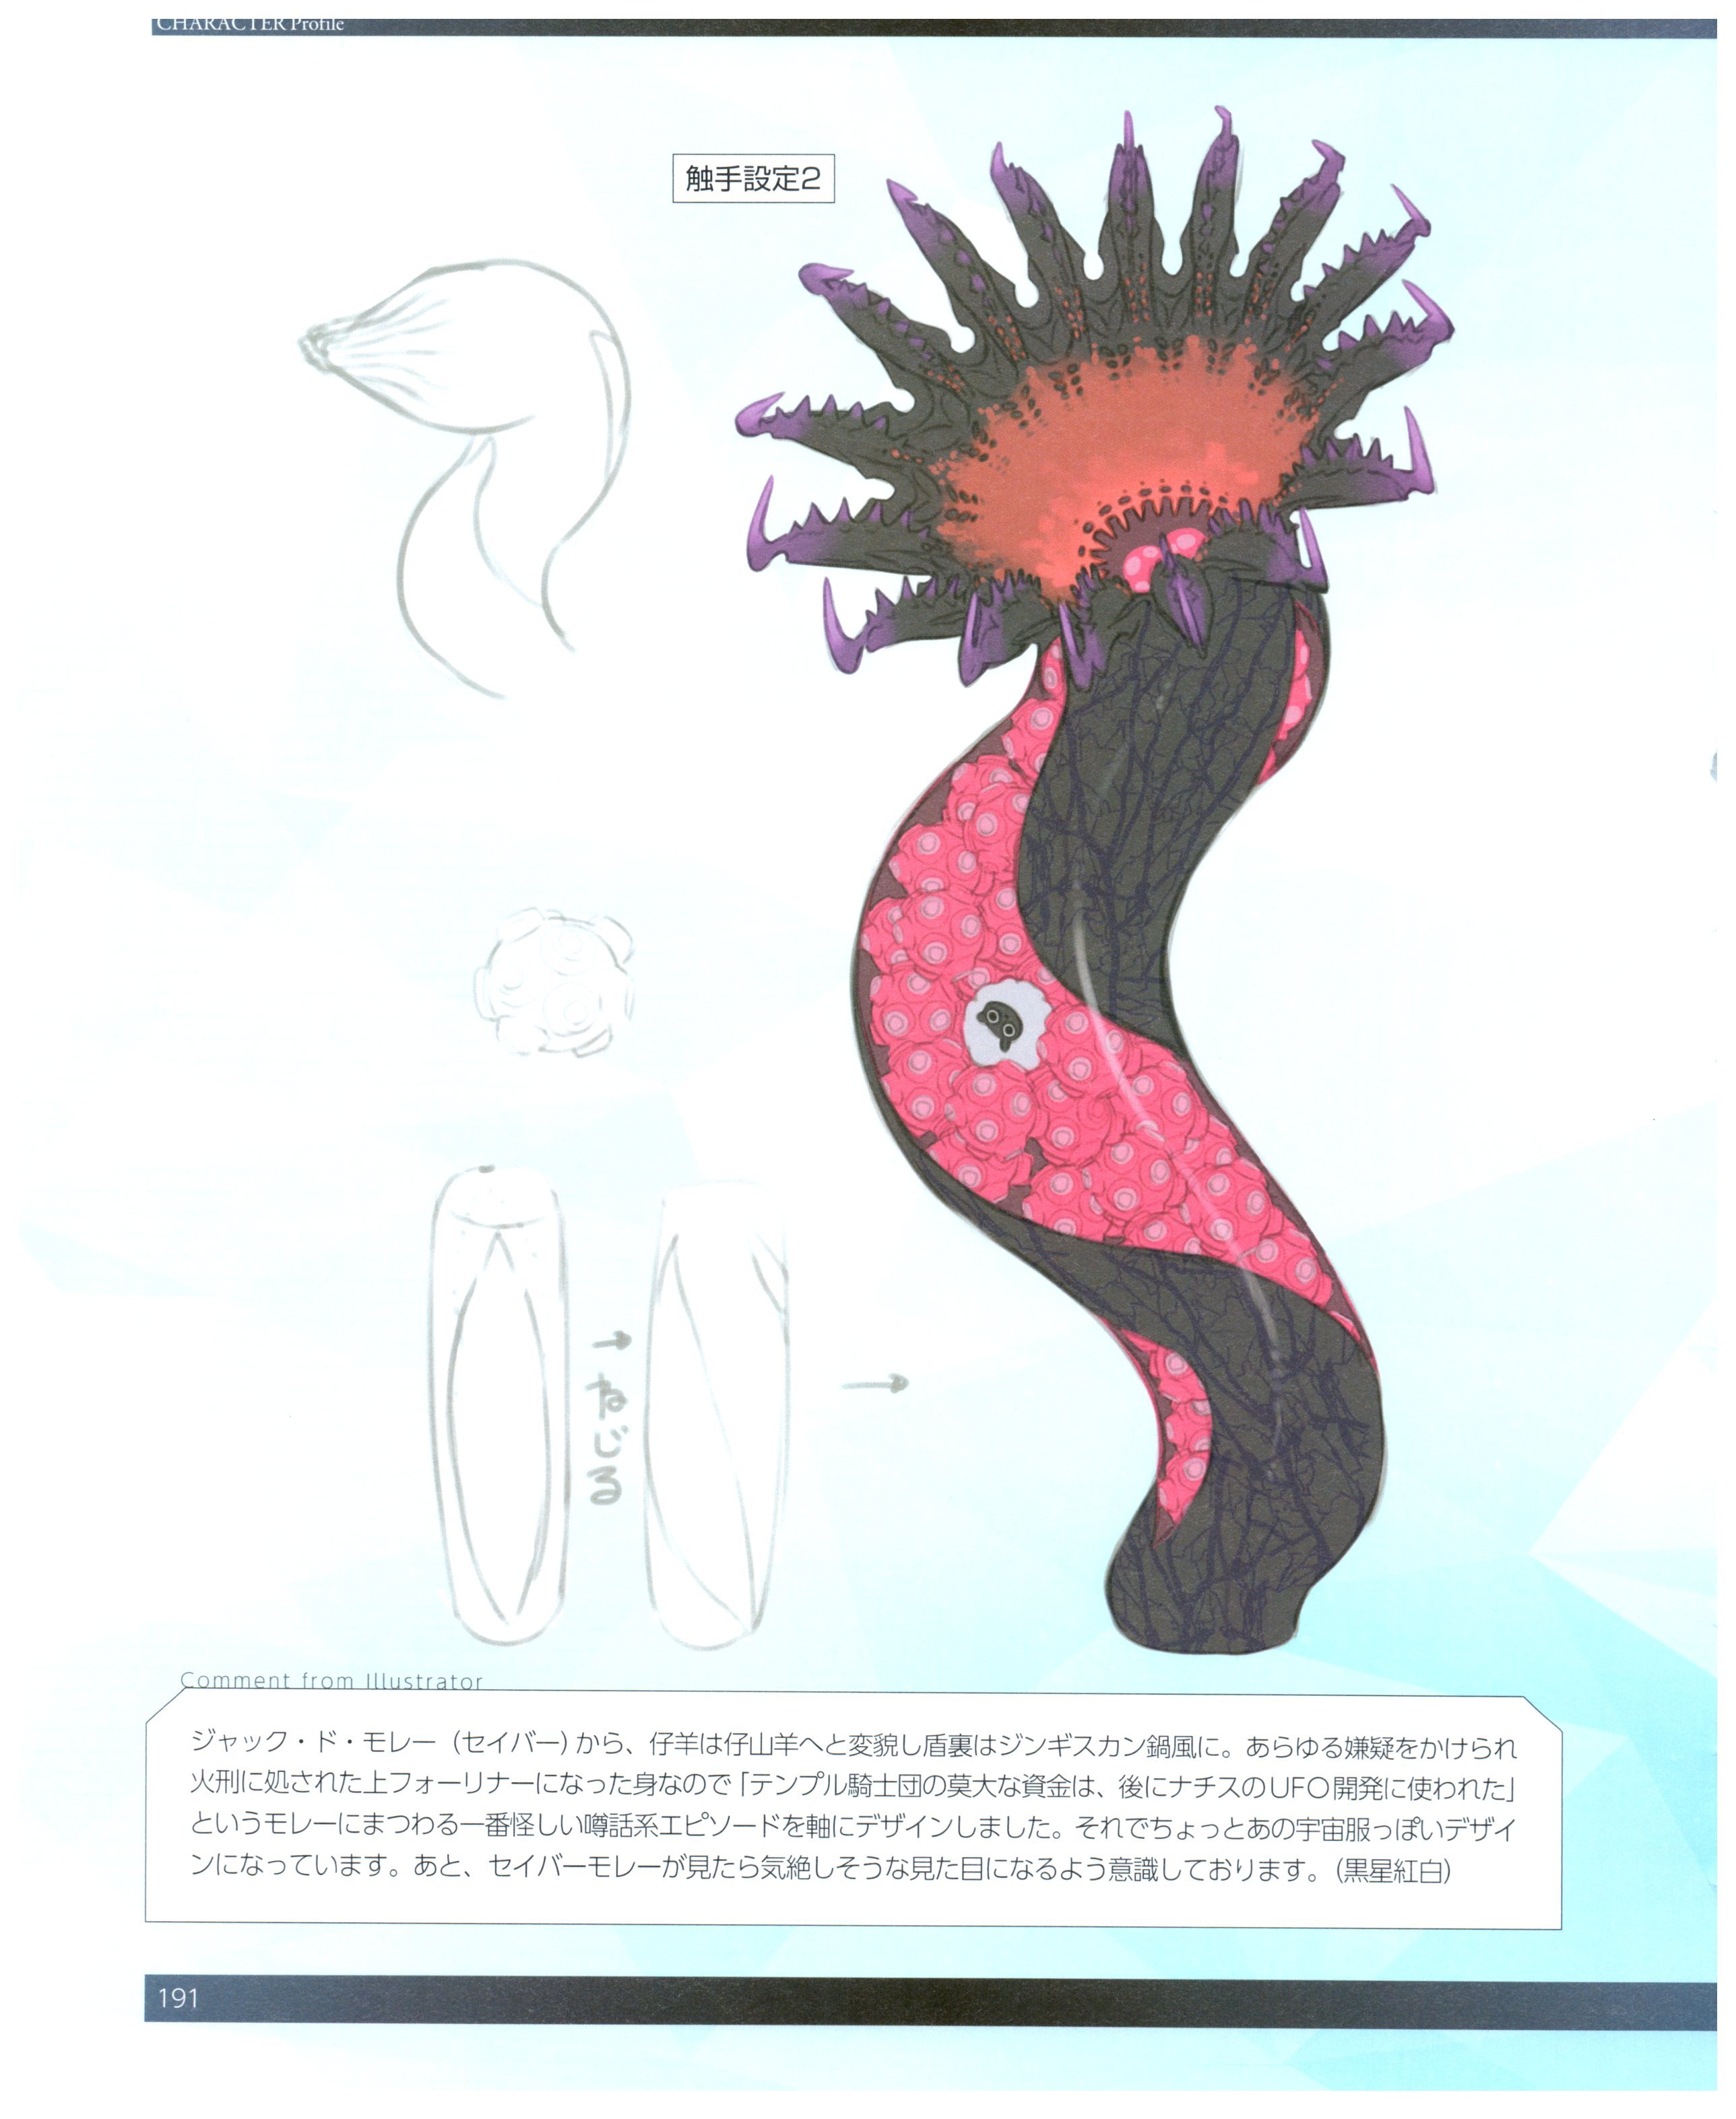 CHARACTER Profile
触手設定2
→ ねじる
→
Comment from Illustrator
ジャック・ド・モレー（セイバー）から、仔羊は仔山羊へと変貌し盾裏はジンギスカン鍋風に。あらゆる嫌疑をかけられ
火刑に処された上フォーリナーになった身なので「テンプル騎士団の莫大な資金は、後にナチスのUFO開発に使われた」
というモレーにまつわる一番怪しい噂話系エピソードを軸にデザインしました。それでちょっとあの宇宙服っぽいデザイ
ンになっています。あと、セイバーモレーが見たら気絶しそうな見た目になるよう意識しております。（黒星紅白）
191